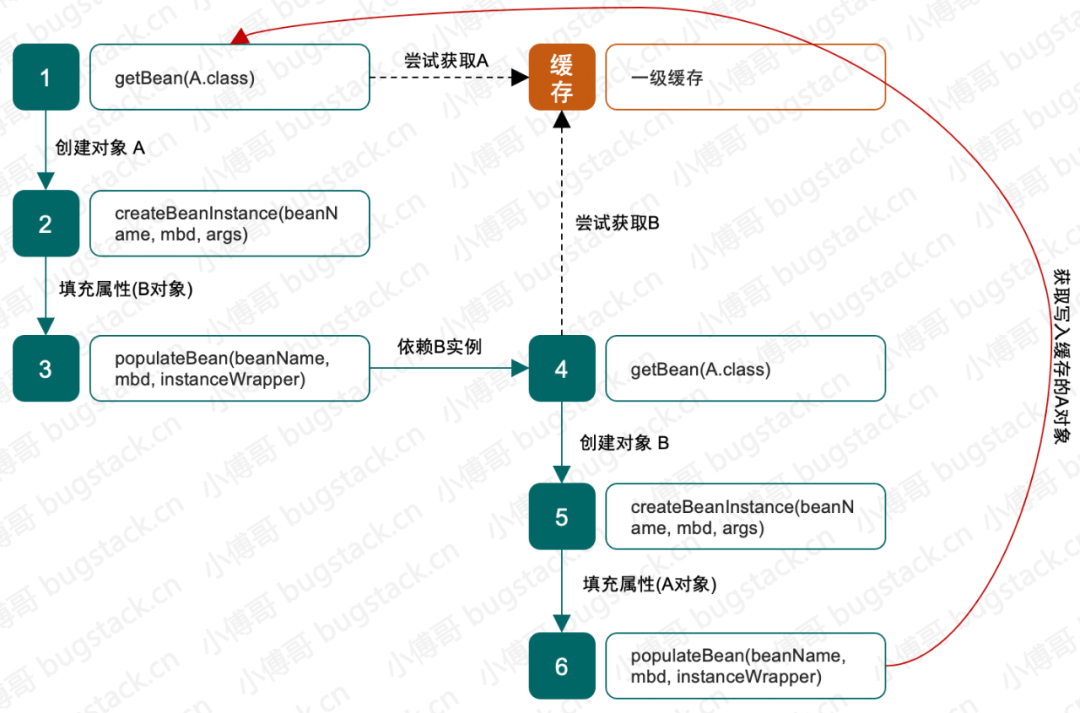 1
getBean(A.class)
尝试获取A
缓
存
一级缓存
创建对象 A
2
createBeanInstance(beanN
ame, mbd, args)
尝试获取B
填充属性(B对象)
3
populateBean(beanName,
mbd, instanceWrapper)
依赖B实例
4
getBean(A.class)
获取写入缓存的A对象
创建对象 B
5
createBeanInstance(beanN
ame, mbd, args)
填充属性(A对象)
6
populateBean(beanName,
mbd, instanceWrapper)
小傅哥 bugstack.cn